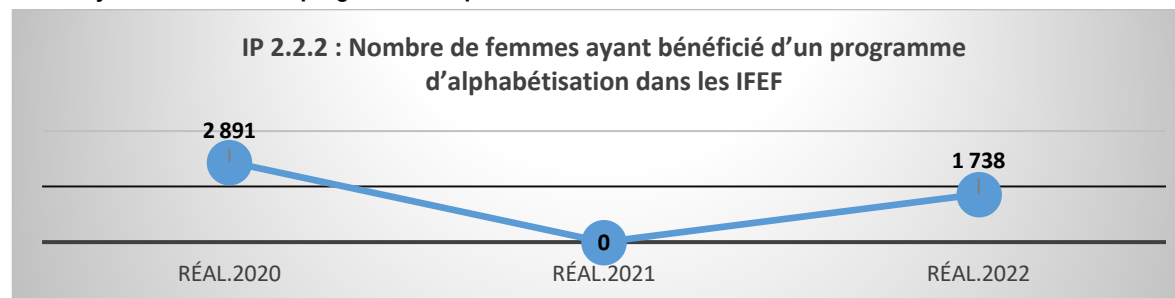 IP 2.2.2 : Nombre de femmes ayant bénéficié d’un programme
d’alphabétisation dans les IFEF
2 891
1 738
0
RÉAL.2020
RÉAL.2021
RÉAL.2022